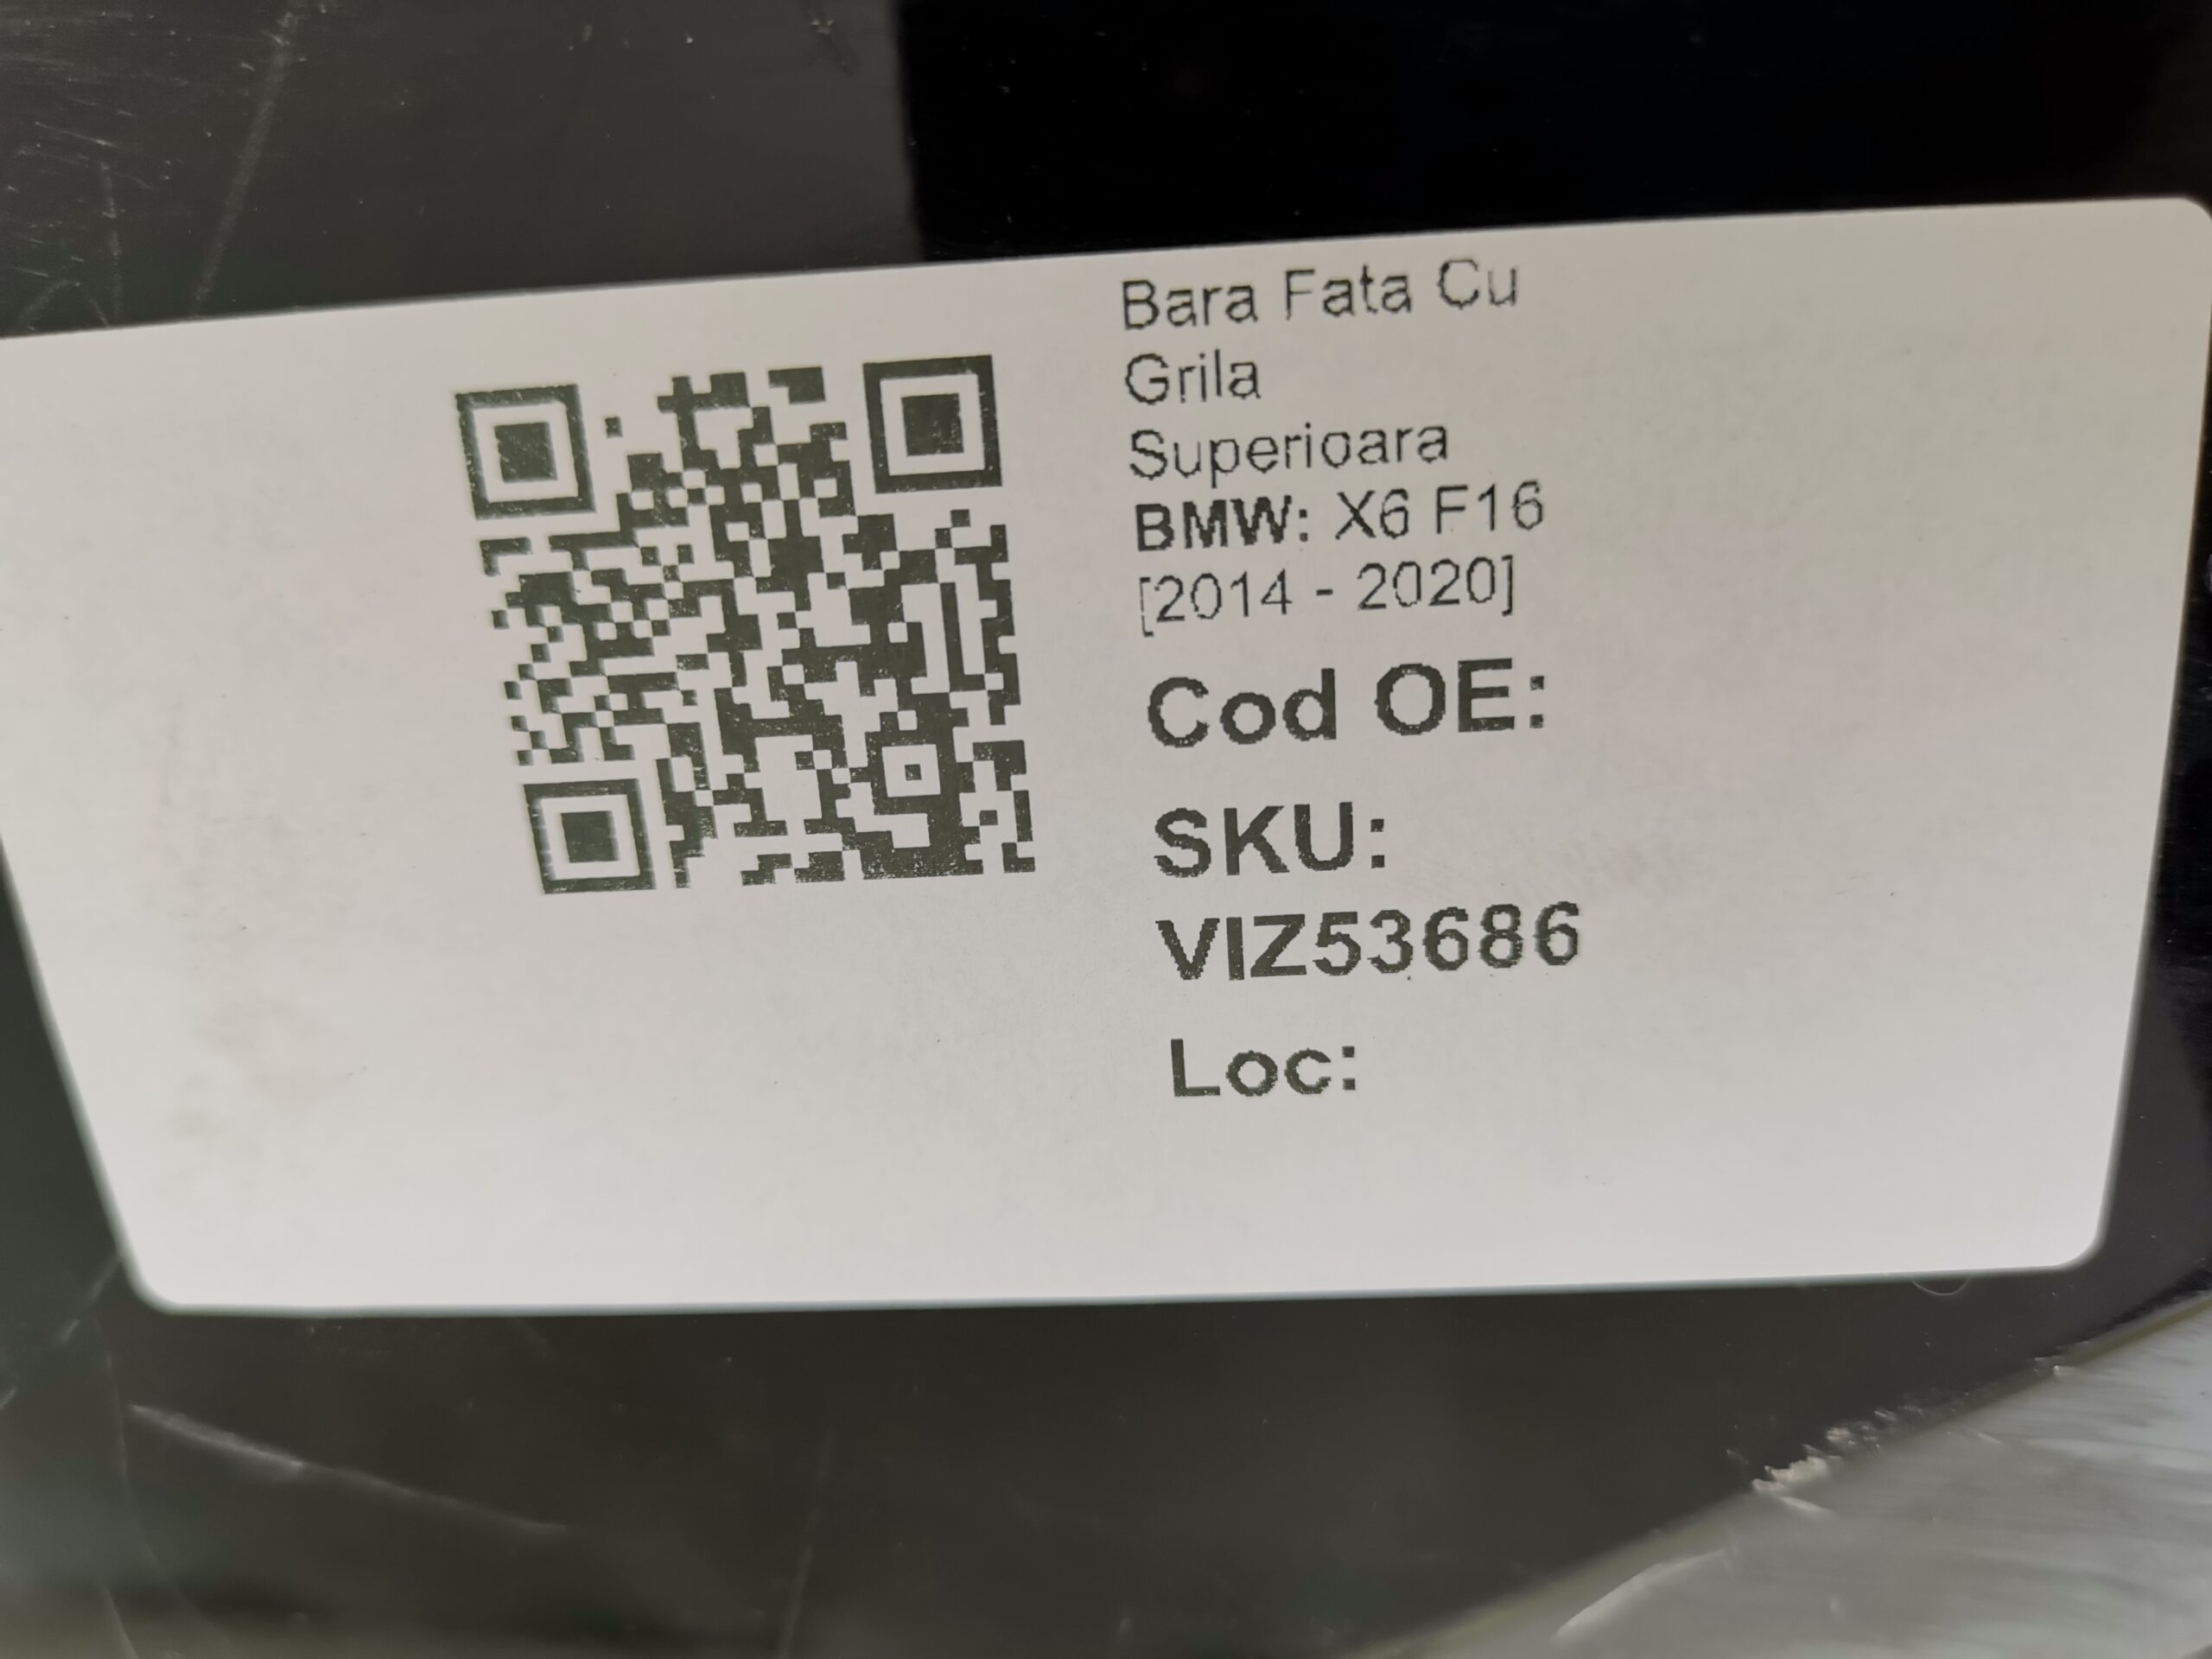 Bara Fata Cu
Grila
Superioara
BMW: X6 F16
[2014 - 2020]
Cod OE:
SKU:
VIZ53686
Loc: